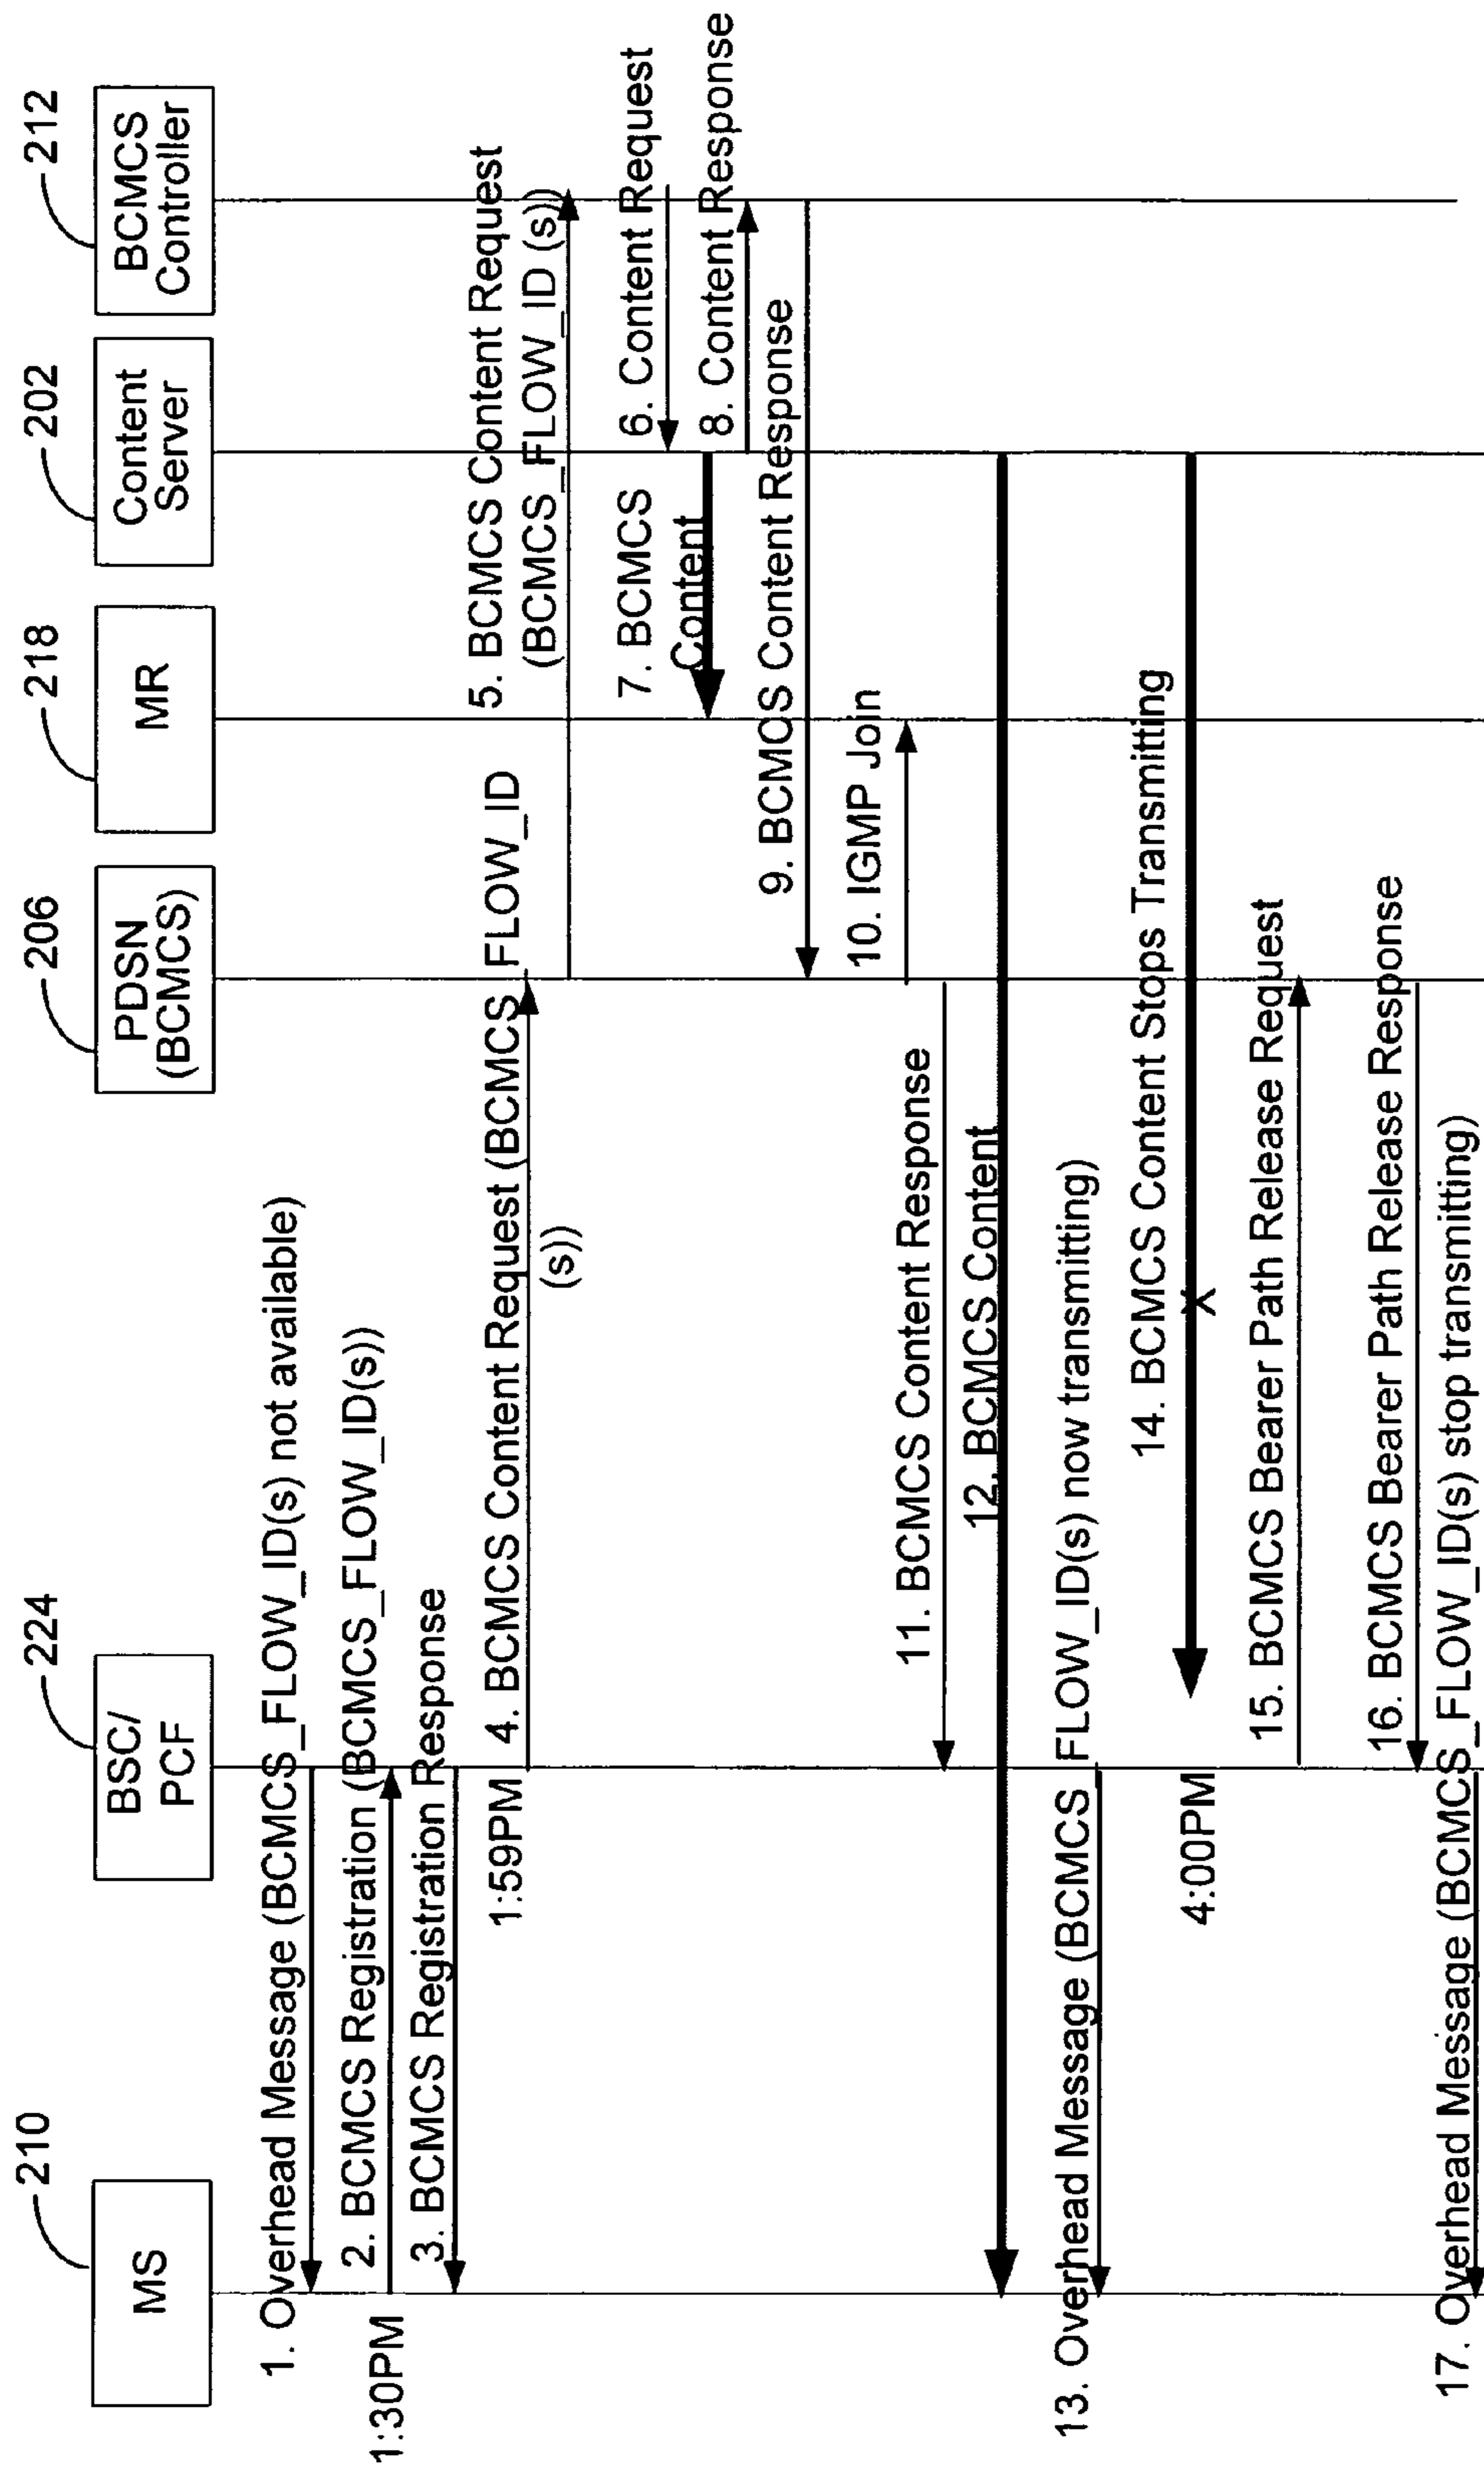 210
224
206
218
202
212
MS
BSC/
PCF
PDSN
(BCMCS)
MR
Content
Server
BCMCS
Controller
1. Overhead Message (BCMCS_FLOW_ID(s) not available)
1:30PM
2. BCMCS Registration (BCMCS_FLOW_ID(s))
3. BCMCS Registration Response
1:59PM
4. BCMCS Content Request (BCMCS FLOW_ID
(s))
5. BCMCS Content Request
(BCMCS_FLOW_ID (s))
6. Content Request
7. BCMCS
Content
8. Content Response
9. BCMCS Content Response
10. IGMP Join
11. BCMCS Content Response
12. BCMCS Content
13. Overhead Message (BCMCS FLOW_ID(s) now transmitting)
14. BCMCS Content Stops Transmitting
X
4:00PM
15. BCMCS Bearer Path Release Request
16. BCMCS Bearer Path Release Response
17. Overhead Message (BCMCS_FLOW_ID(s) stop transmitting)